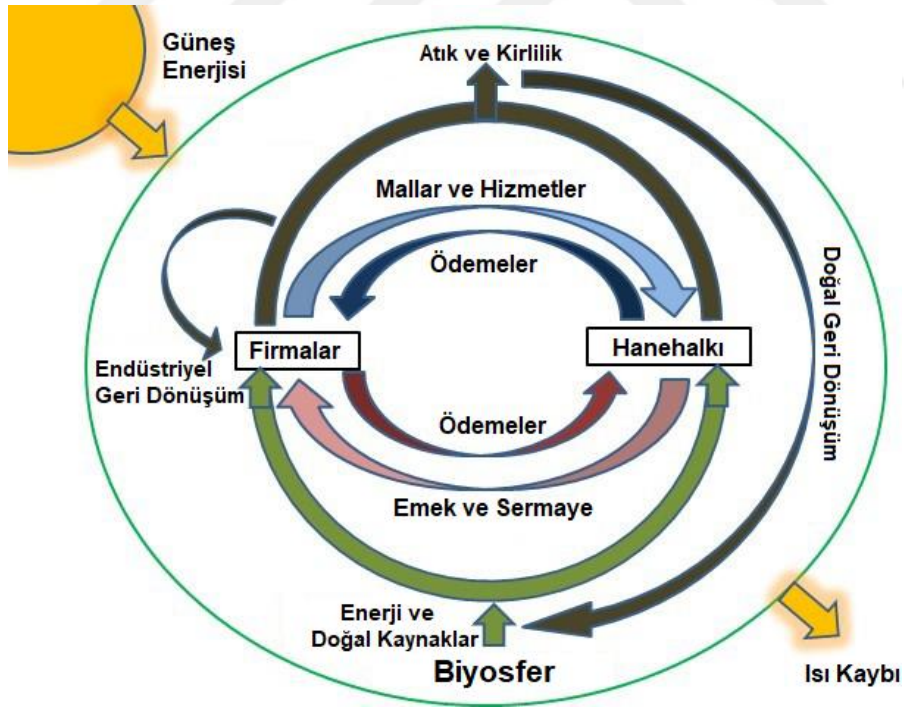 Güneş
Enerjisi
Atık ve Kirlilik
Mallar ve Hizmetler
Ödemeler
Doğal Geri Dönüşüm
Firmalar
Hanehalkı
Endüstriyel
Geri Dönüşüm
Ödemeler
Emek ve Sermaye
Enerji ve
Doğal Kaynaklar
Biyosfer
Isı Kaybı